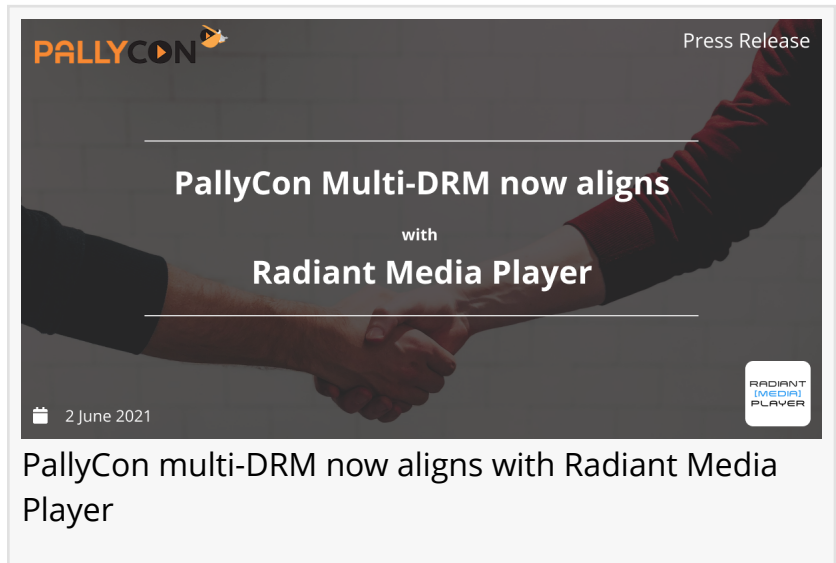 PALLYCON
Press Release
PallyCon Multi-DRM now aligns
with
Radiant Media Player
RADIANT
[MEDIA]
PLAYER
2 June 2021
PallyCon multi-DRM now aligns with Radiant Media
Player